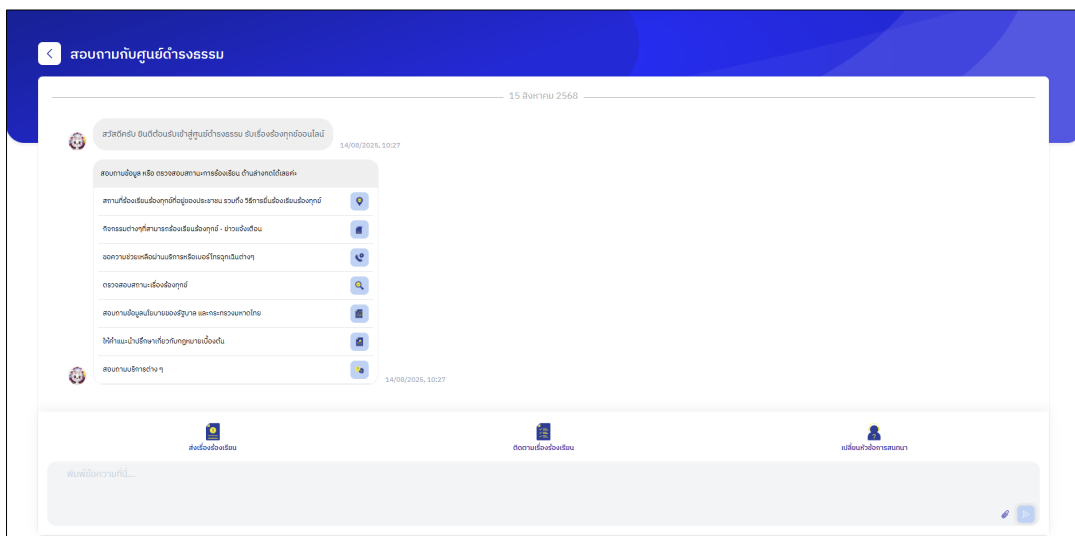 สอบถามกับศูนย์ดำรงธรรม
15 สิงหาคม 2568
สวัสดีครับ ยินดีต้อนรับเข้าสู่ศูนย์ดำรงธรรม รับเรื่องร้องทุกข์ออนไลน์
14/08/2025, 10:27
สอบถามข้อมูล หรือ ตรวจสอบสถานะการร้องเรียน ด้านล่างกดได้เลยค่ะ
สถานที่ร้องเรียนร้องทุกข์ที่อยู่ของประชาชน รวมถึง วิธีการยื่นร้องเรียนร้องทุกข์
กิจกรรมต่างๆที่สามารถร้องเรียนร้องทุกข์ - ข่าวแจ้งเตือน
ขอความช่วยเหลือผ่านบริการหรือเบอร์โทรฉุกเฉินต่างๆ
ตรวจสอบสถานะเรื่องร้องทุกข์
สอบถามข้อมูลนโยบายของรัฐบาล และกระทรวงมหาดไทย
ให้คำแนะนำปรึกษาเกี่ยวกับกฎหมายเบื้องต้น
สอบถามบริการต่าง ๆ
14/08/2025, 10:27
ส่งเรื่องร้องเรียน
ติดตามเรื่องร้องเรียน
เปลี่ยนหัวข้อการสนทนา
พิมพ์ข้อความที่นี่...